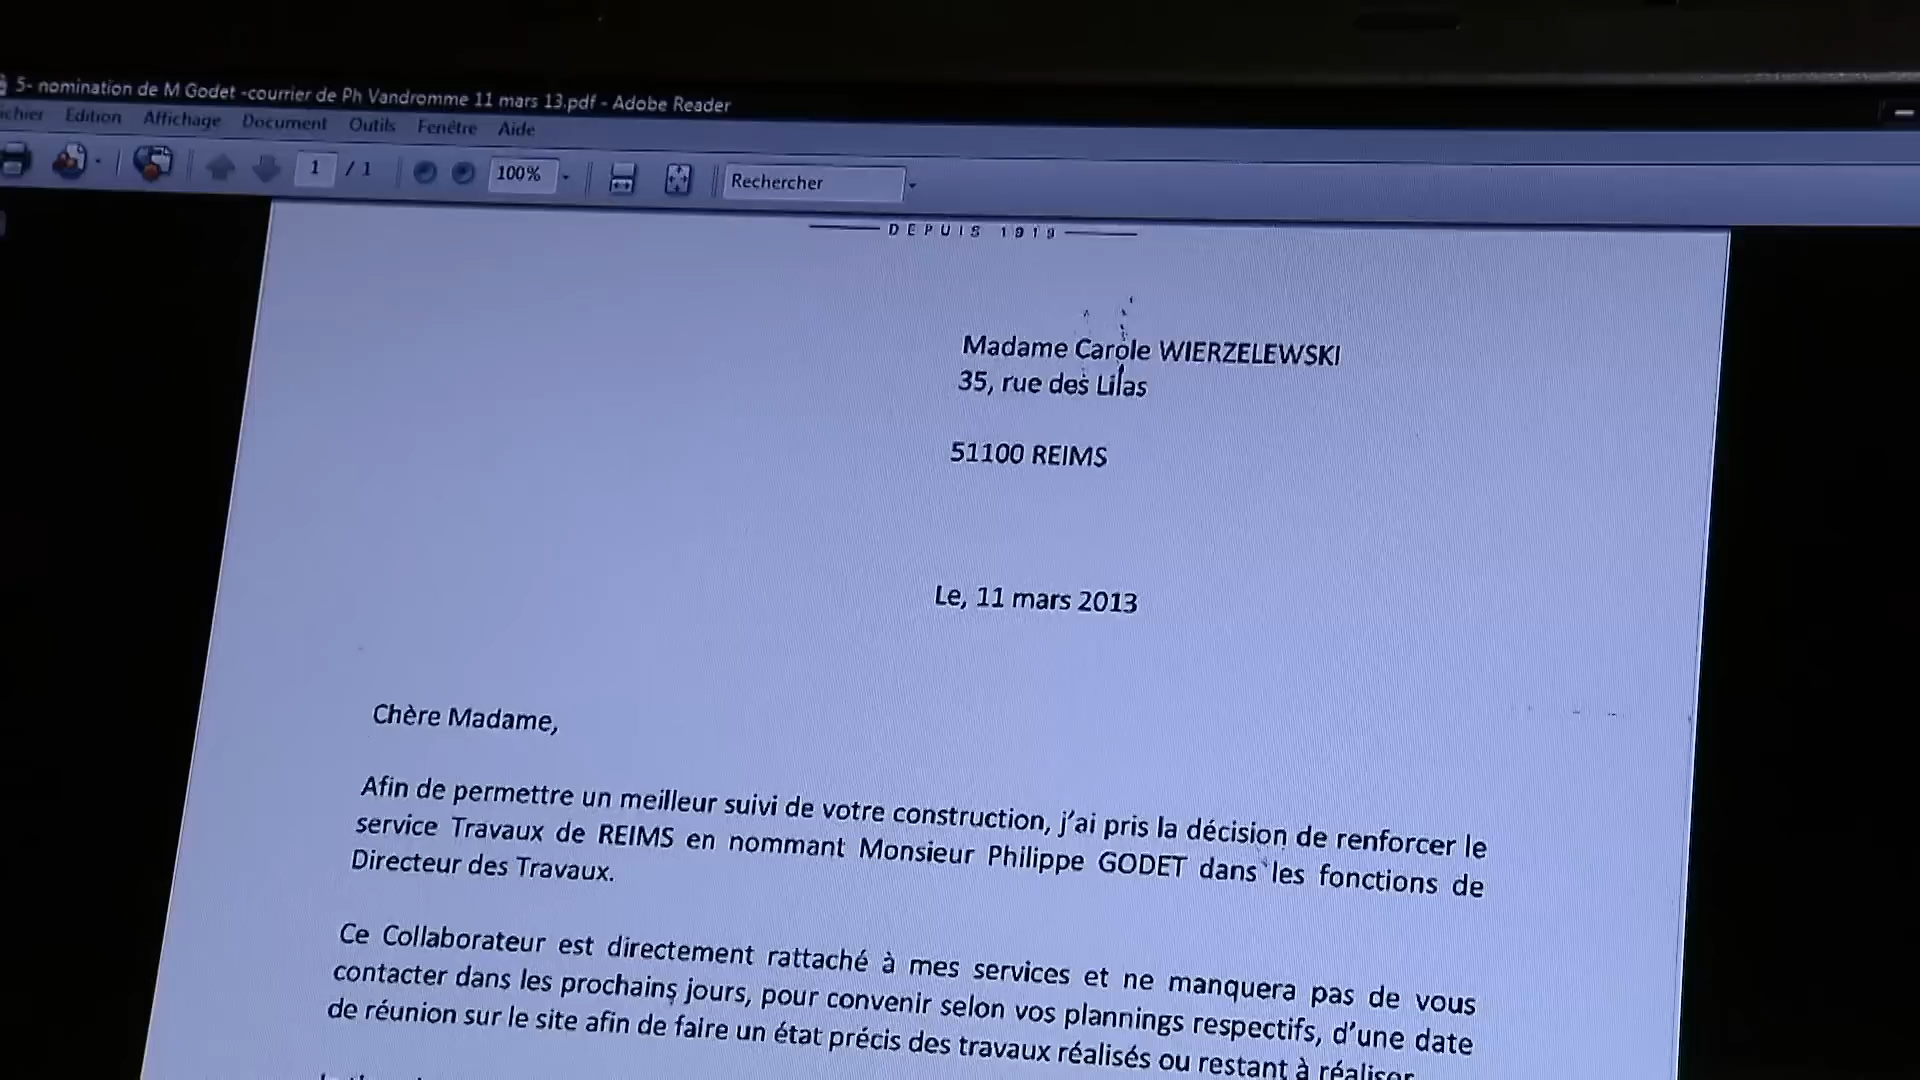 5- nomination de M Godet -courrier de Ph Vandromme 11 mars 13.pdf - Adobe Reader
Edition Affichage Document Outils Fenêtre Aide
1 / 1 100% Rechercher
DEPUIS 1919
Madame Carole WIERZELEWSKI
35, rue des Lilas
51100 REIMS
Le, 11 mars 2013
Chère Madame,
Afin de permettre un meilleur suivi de votre construction, j'ai pris la décision de renforcer le
service Travaux de REIMS en nommant Monsieur Philippe GODET dans les fonctions de
Directeur des Travaux.
Ce Collaborateur est directement rattaché à mes services et ne manquera pas de vous
contacter dans les prochains jours, pour convenir selon vos plannings respectifs, d'une date
de réunion sur le site afin de faire un état précis des travaux réalisés ou restant à réaliser